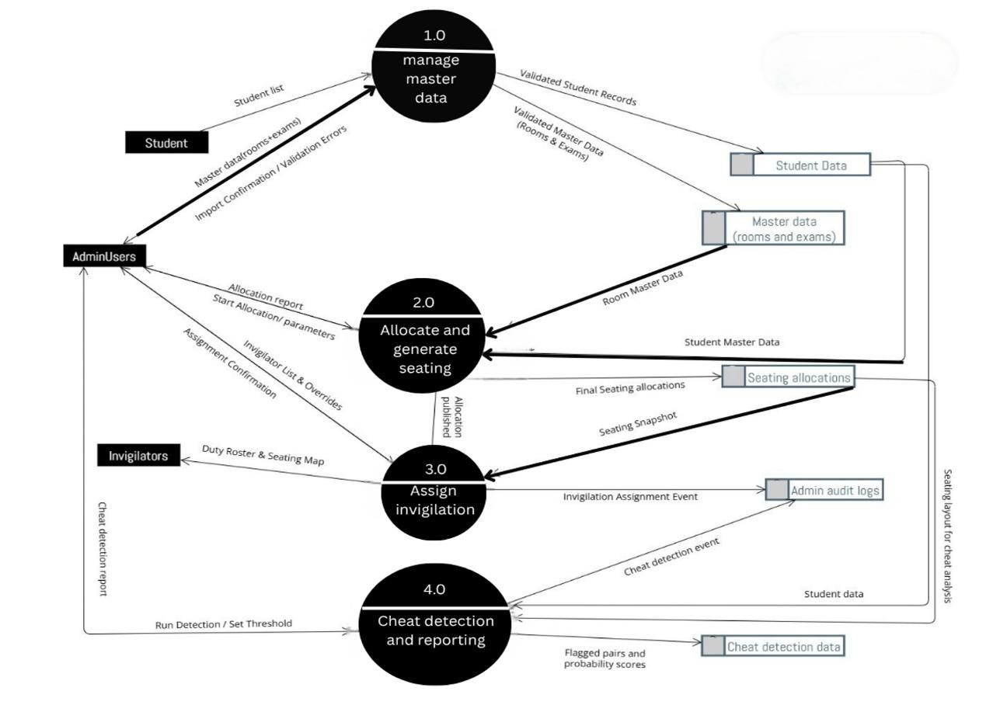 1.0
manage
master
data
Student list
Validated Student Records
Validated Master Data
(Rooms & Exams)
Student
Master data(rooms+exams)
Import Confirmation / Validation Errors
Student Data
Master data
(rooms and exams)
AdminUsers
Room Master Data
Allocation report
Start Allocation/ parameters
2.0
Allocate and
generate
seating
Student Master Data
Seating allocations
Final Seating allocations
Invigilator List & Overrides
Assignment Confirmation
Allocation
published
Seating Snapshot
Invigilators
Duty Roster & Seating Map
3.0
Assign
invigilation
Invigilation Assignment Event
Admin audit logs
Seating layout for cheat analysis
Cheat detection report
Cheat detection event
4.0
Cheat detection
and reporting
Student data
Run Detection / Set Threshold
Flagged pairs and
probability scores
Cheat detection data